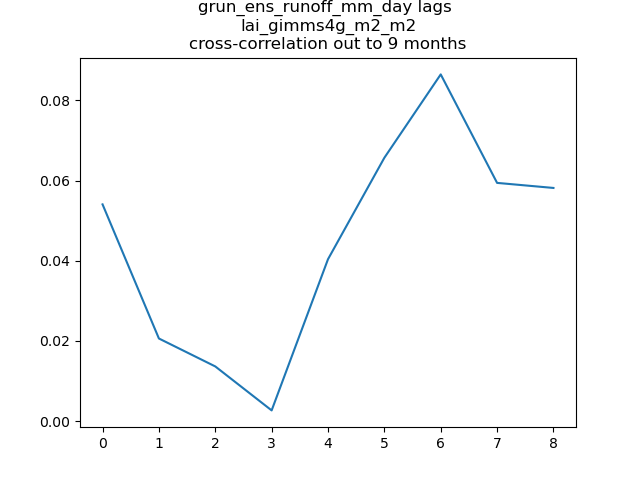 grun_ens_runoff_mm_day lags
lai_gimms4g_m2_m2
cross-correlation out to 9 months
0.08
0.06
0.04
0.02
0.00
0 1 2 3 4 5 6 7 8